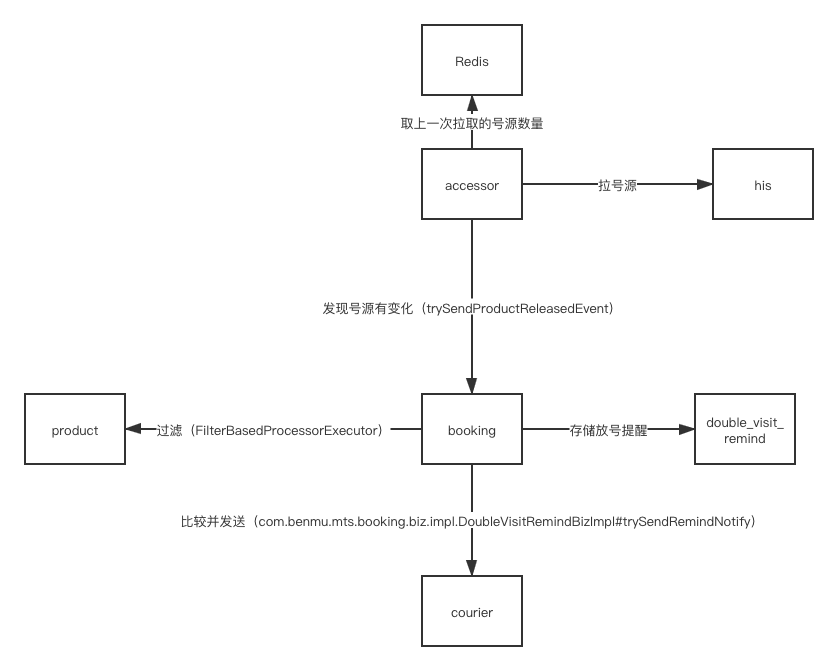 Redis
取上一次拉取的号源数量
accessor
拉号源
his
发现号源有变化（trySendProductReleasedEvent）
product
过滤（FilterBasedProcessorExecutor）
booking
存储放号提醒
double_visit_
remind
比较并发送（com.benmu.mts.booking.biz.impl.DoubleVisitRemindBizImpl#trySendRemindNotify）
courier